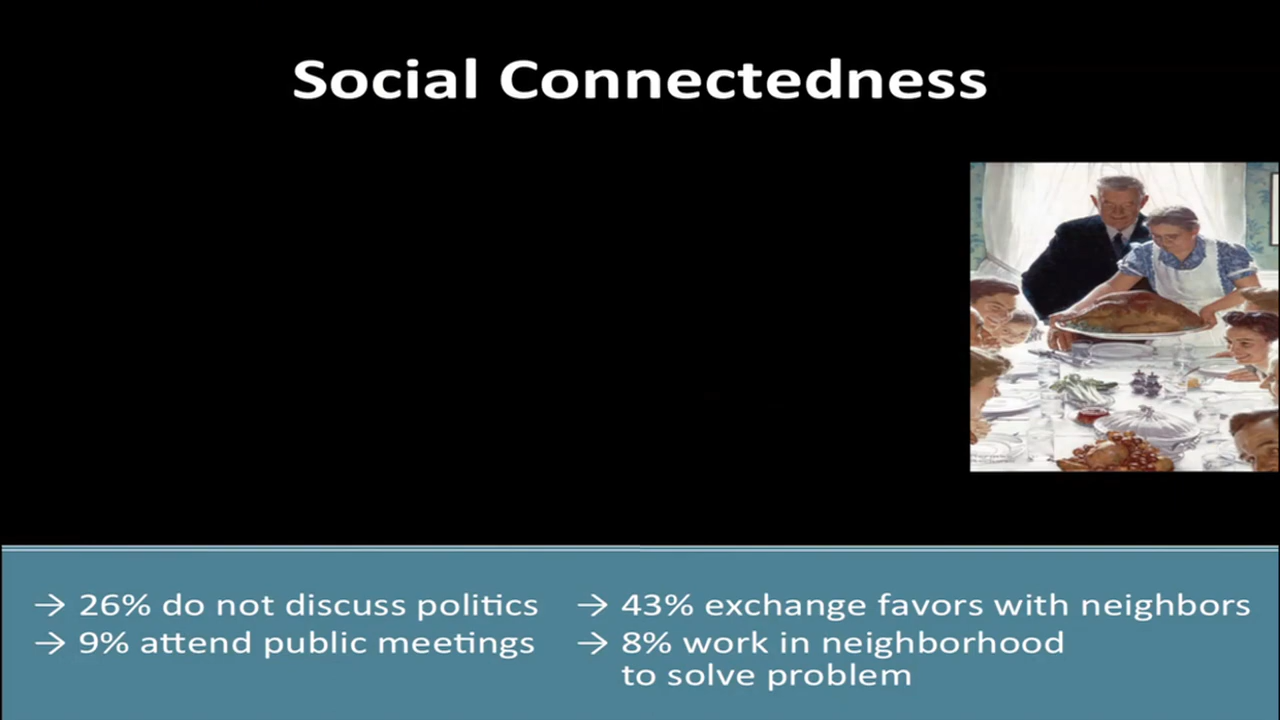 Social Connectedness
→ 26% do not discuss politics
→ 9% attend public meetings
→ 43% exchange favors with neighbors
→ 8% work in neighborhood
to solve problem